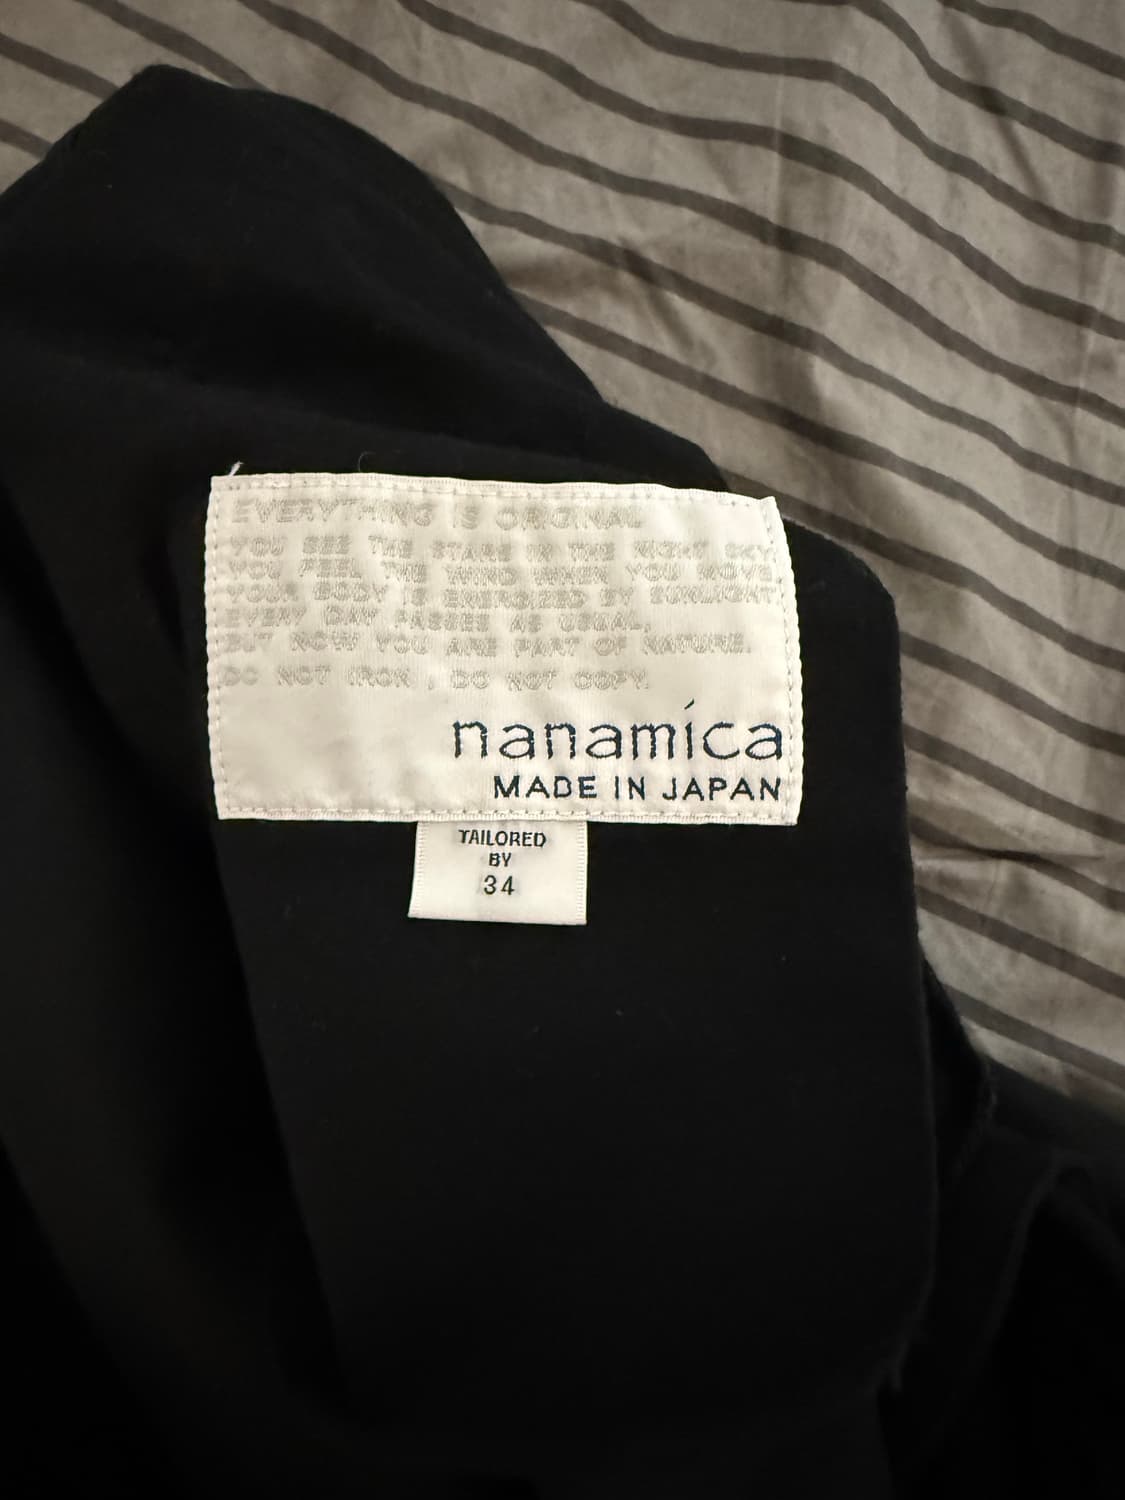 EVERYTHING IS ORIGINAL
YOU SEE THE STARS IN THE NIGHT SKY,
YOU FEEL THE WIND WHEN YOU MOVE,
YOUR BODY IS ENERGIZED BY SUNLIGHT
EVERY DAY PASSES AS USUAL,
BUT NOW YOU ARE PART OF NATURE.
DO NOT IRON , DO NOT COPY.
nanamíca
MADE IN JAPAN
TAILORED
BY
34